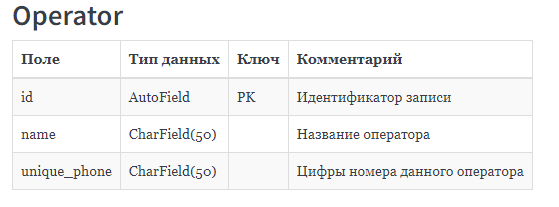 Operator
Поле Тип данных Ключ Комментарий
id AutoField PK Идентификатор записи
name CharField(50) Название оператора
unique_phone CharField(50) Цифры номера данного оператора